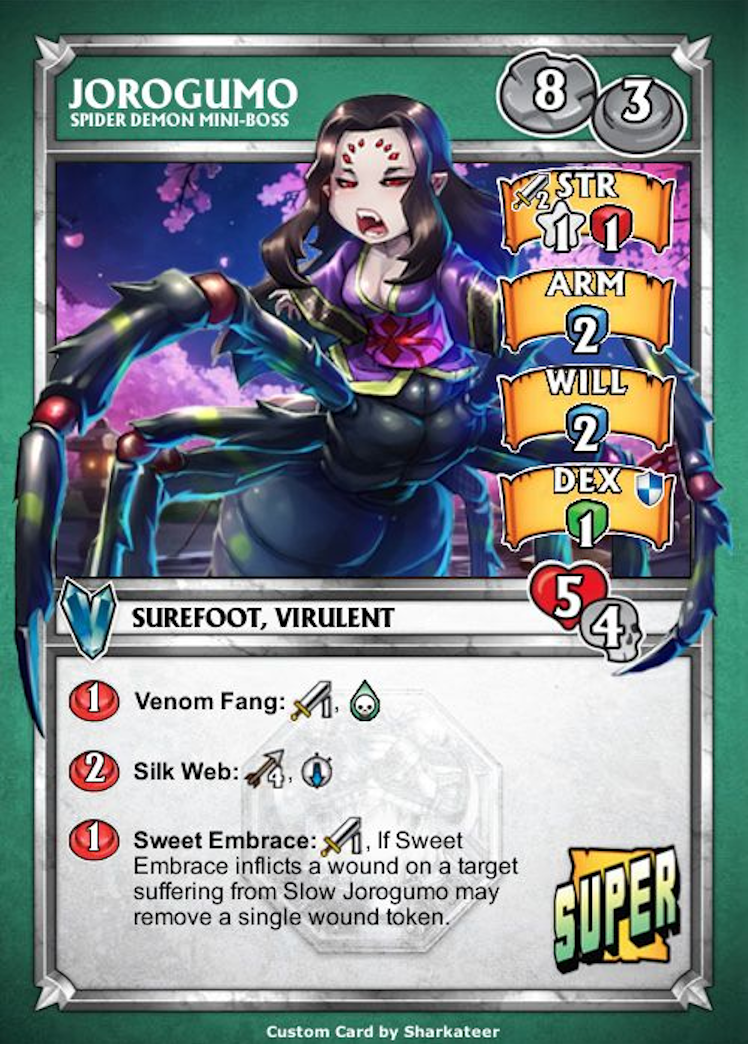 JOROGUMO
SPIDER DEMON MINI-BOSS
8 3
STR
2
1 1
ARM
2
WILL
2
DEX
1
5
4
SUREFOOT, VIRULENT
1 Venom Fang: 1,
2 Silk Web: 4,
1 Sweet Embrace: 1, If Sweet
Embrace inflicts a wound on a target
suffering from Slow Jorogumo may
remove a single wound token.
SUPER
Custom Card by Sharkateer